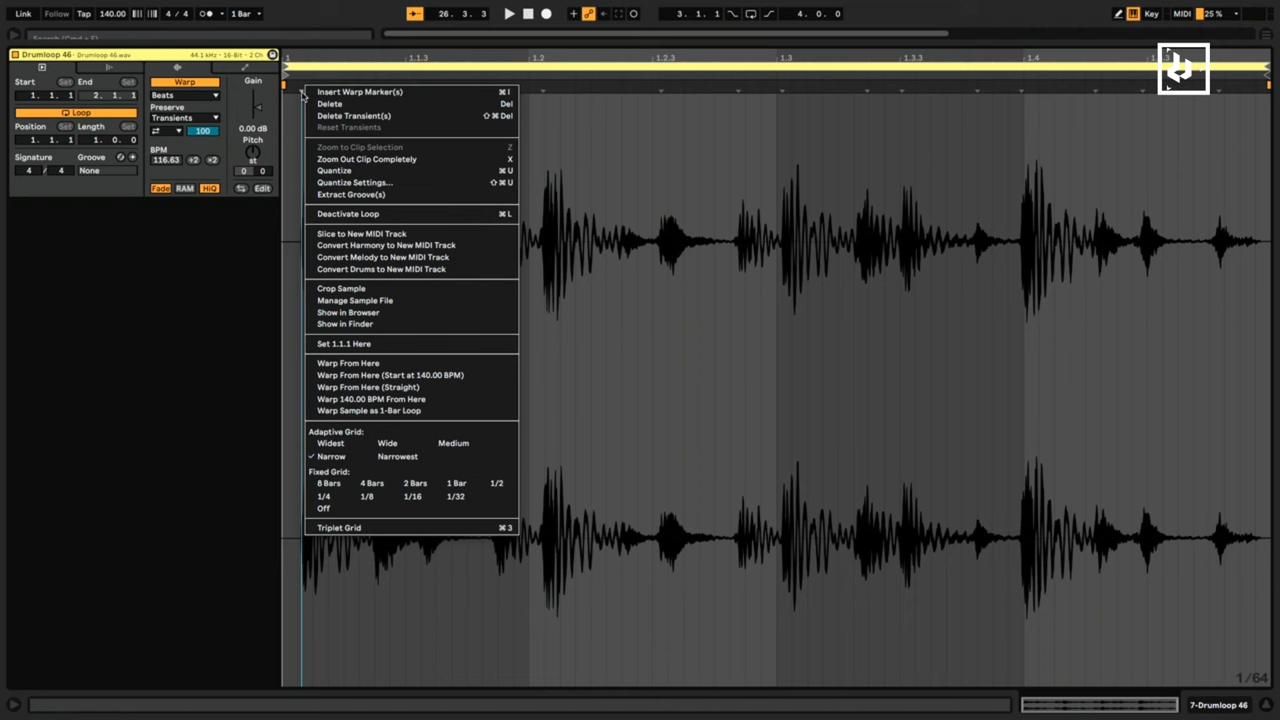 Link Follow Tap 140.00 4 / 4 1 Bar 26. 3. 3 3. 1. 1 4. 0. 0 Key MIDI 25 %
Search (Cmd + F)
Drumloop 46 Drumloop 46.wav 44.1 kHz 16-Bit 2 Ch
Start Set End Set
1. 1. 1 2. 1. 1
Loop
Position Set Length Set
1. 1. 1 1. 0. 0
Signature Groove
4 / 4 None
Warp
Beats
Preserve
Transients
100
BPM
116.63 ÷2 ×2
Fade RAM HiQ
Gain
0.00 dB
Pitch
st
0 0
Edit
1 1.1.3 1.2 1.2.3 1.3 1.3.3 1.4
Insert Warp Marker(s) ⌘ I
Delete Del
Delete Transient(s) ⇧ ⌘ Del
Reset Transients
Zoom to Clip Selection Z
Zoom Out Clip Completely X
Quantize ⌘ U
Quantize Settings... ⇧ ⌘ U
Extract Groove(s)
Deactivate Loop ⌘ L
Slice to New MIDI Track
Convert Harmony to New MIDI Track
Convert Melody to New MIDI Track
Convert Drums to New MIDI Track
Crop Sample
Manage Sample File
Show in Browser
Show in Finder
Set 1.1.1 Here
Warp From Here
Warp From Here (Start at 140.00 BPM)
Warp From Here (Straight)
Warp 140.00 BPM From Here
Warp Sample as 1-Bar Loop
Adaptive Grid:
Widest Wide Medium
✓ Narrow Narrowest
Fixed Grid:
8 Bars 4 Bars 2 Bars 1 Bar 1/2
1/4 1/8 1/16 1/32
Off
Triplet Grid ⌘ 3
1/64
7-Drumloop 46